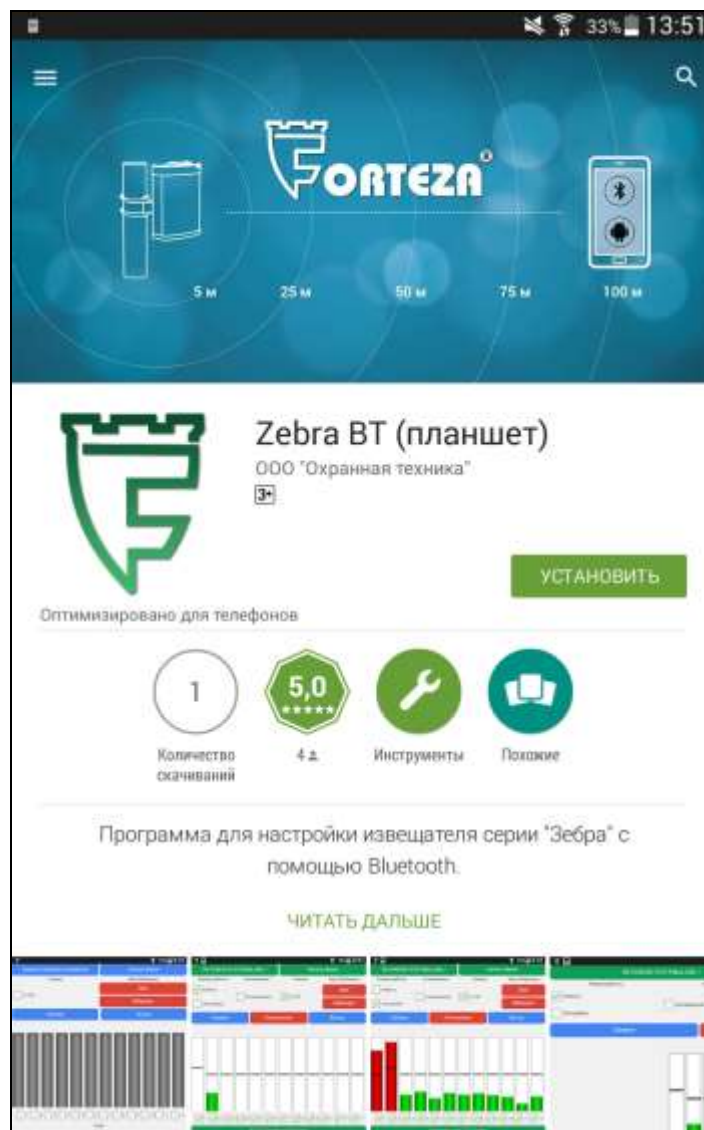 33% 13:51
FORTEZA®
5 м 25 м 50 м 75 м 100 м
Zebra BT (планшет)
ООО "Охранная техника"
3+
УСТАНОВИТЬ
Оптимизировано для телефонов
1
5,0
Количество скачиваний
4
Инструменты
Похожие
Программа для настройки извещателя серии "Зебра" с
помощью Bluetooth.
ЧИТАТЬ ДАЛЬШЕ